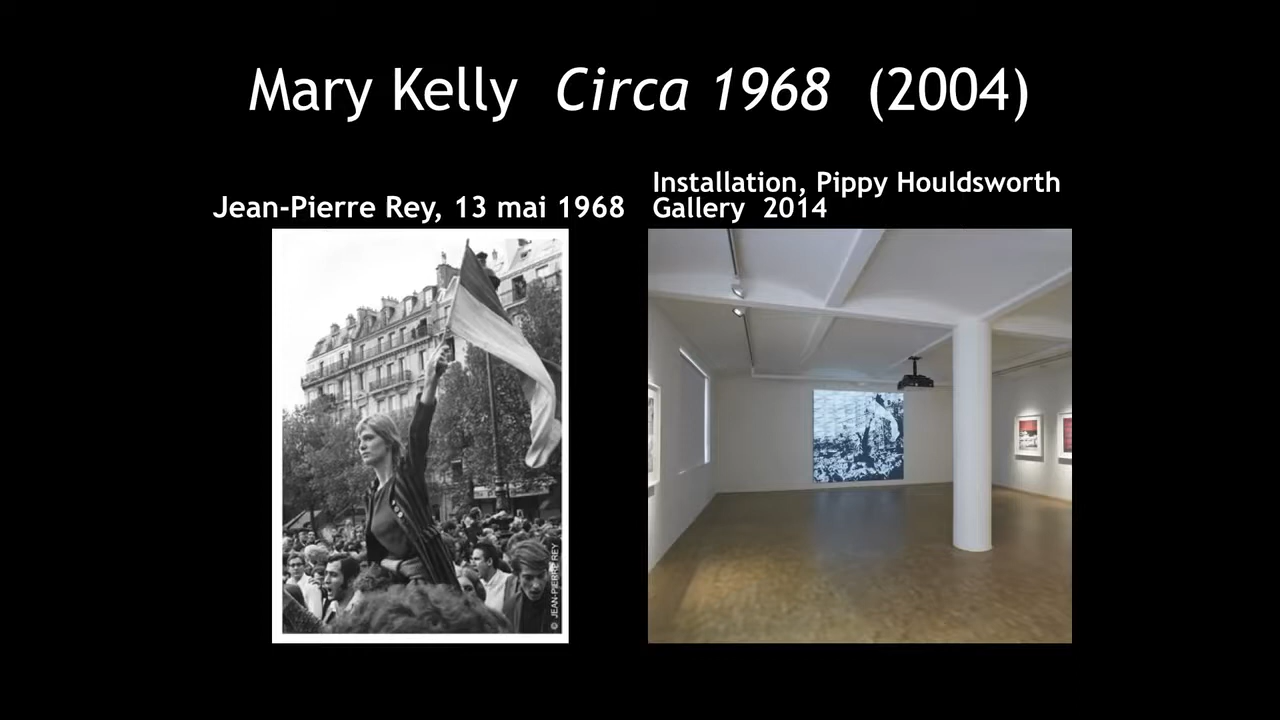 Mary Kelly Circa 1968 (2004)
Jean-Pierre Rey, 13 mai 1968
Installation, Pippy Houldsworth
Gallery 2014
© JEAN-PIERRE REY